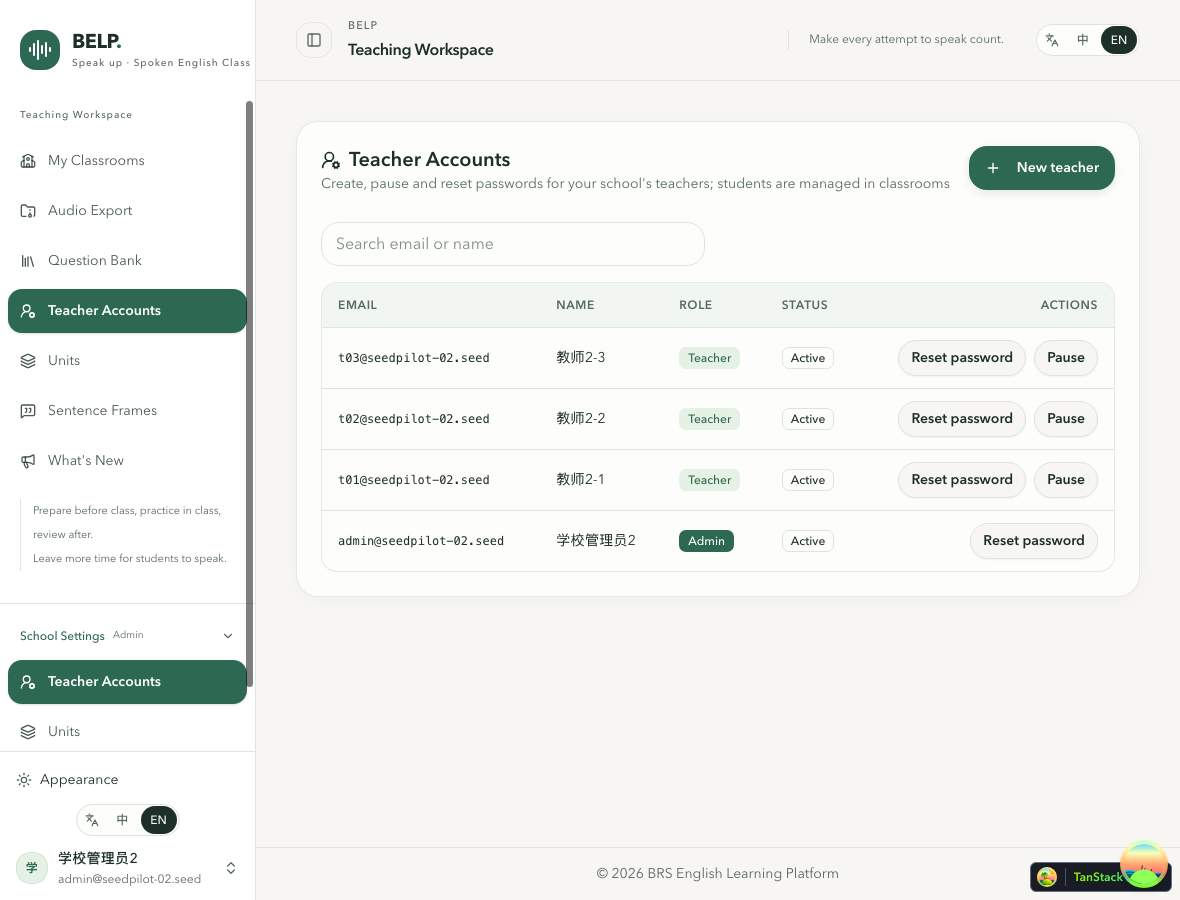 BELP.
Speak up · Spoken English Class
Teaching Workspace
My Classrooms
Audio Export
Question Bank
Teacher Accounts
Units
Sentence Frames
What's New
Prepare before class, practice in class,
review after.
Leave more time for students to speak.
School Settings Admin
Teacher Accounts
Units
Appearance
中 EN
学
学校管理员2
admin@seedpilot-02.seed
BELP
Teaching Workspace
Make every attempt to speak count.
中 EN
Teacher Accounts
Create, pause and reset passwords for your school's teachers; students are managed in classrooms
New teacher
Search email or name
EMAIL NAME ROLE STATUS ACTIONS
t03@seedpilot-02.seed 教师2-3 Teacher Active Reset password Pause
t02@seedpilot-02.seed 教师2-2 Teacher Active Reset password Pause
t01@seedpilot-02.seed 教师2-1 Teacher Active Reset password Pause
admin@seedpilot-02.seed 学校管理员2 Admin Active Reset password
© 2026 BRS English Learning Platform
TanStack